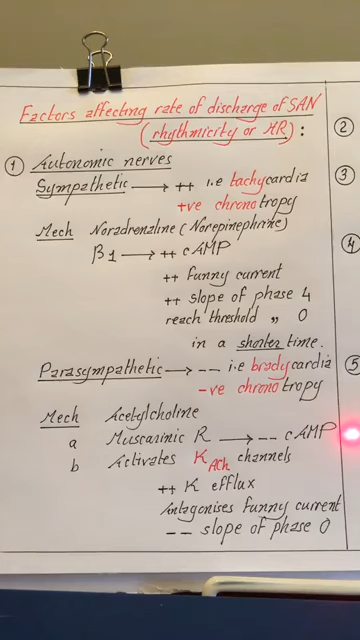 Factors affecting rate of discharge of SAN
(rhythmicity or HR):
① Autonomic nerves
Sympathetic → ++ i.e tachycardia
+ve chronotropy
Mech Noradrenaline (Norepinephrine)
β1 → ++ cAMP
++ funny current
++ slope of phase 4
reach threshold ,, 0
in a shorter time.
Parasympathetic → -- i.e bradycardia
-ve chronotropy
Mech Acetylcholine
a Muscarinic R → -- cAMP
b Activates K ACh channels
++ K efflux
Antagonises funny current
-- slope of phase 0
②
③
④
⑤